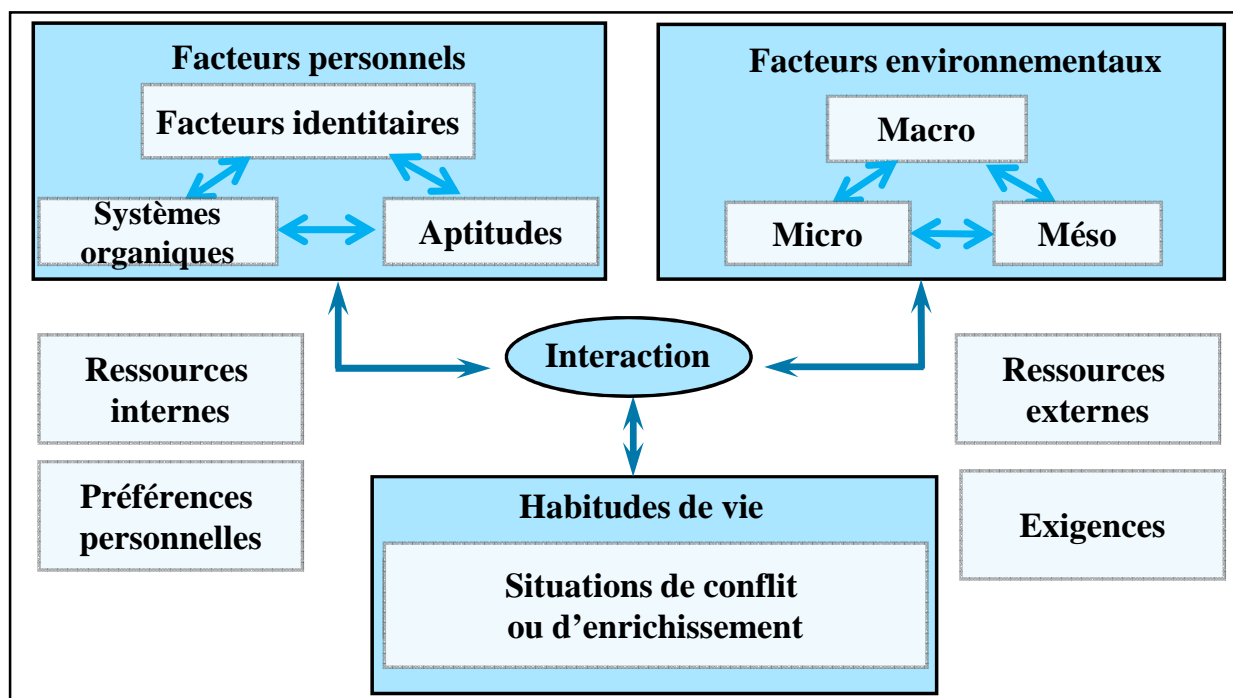 Facteurs personnels
Facteurs identitaires
Systèmes
organiques
Aptitudes
Facteurs environnementaux
Macro
Micro
Méso
Interaction
Ressources
internes
Préférences
personnelles
Ressources
externes
Exigences
Habitudes de vie
Situations de conflit
ou d’enrichissement